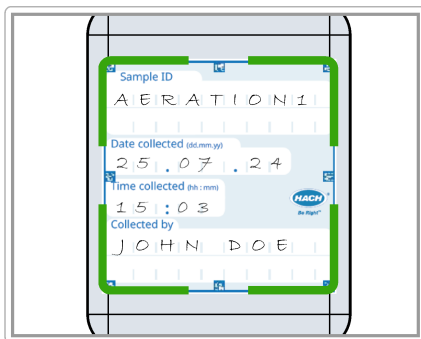 Sample ID
AERATION1
Date collected (dd.mm.yy)
25.07.24
Time collected (hh : mm)
15:03
HACH®
Be Right™
Collected by
JOHN DOE